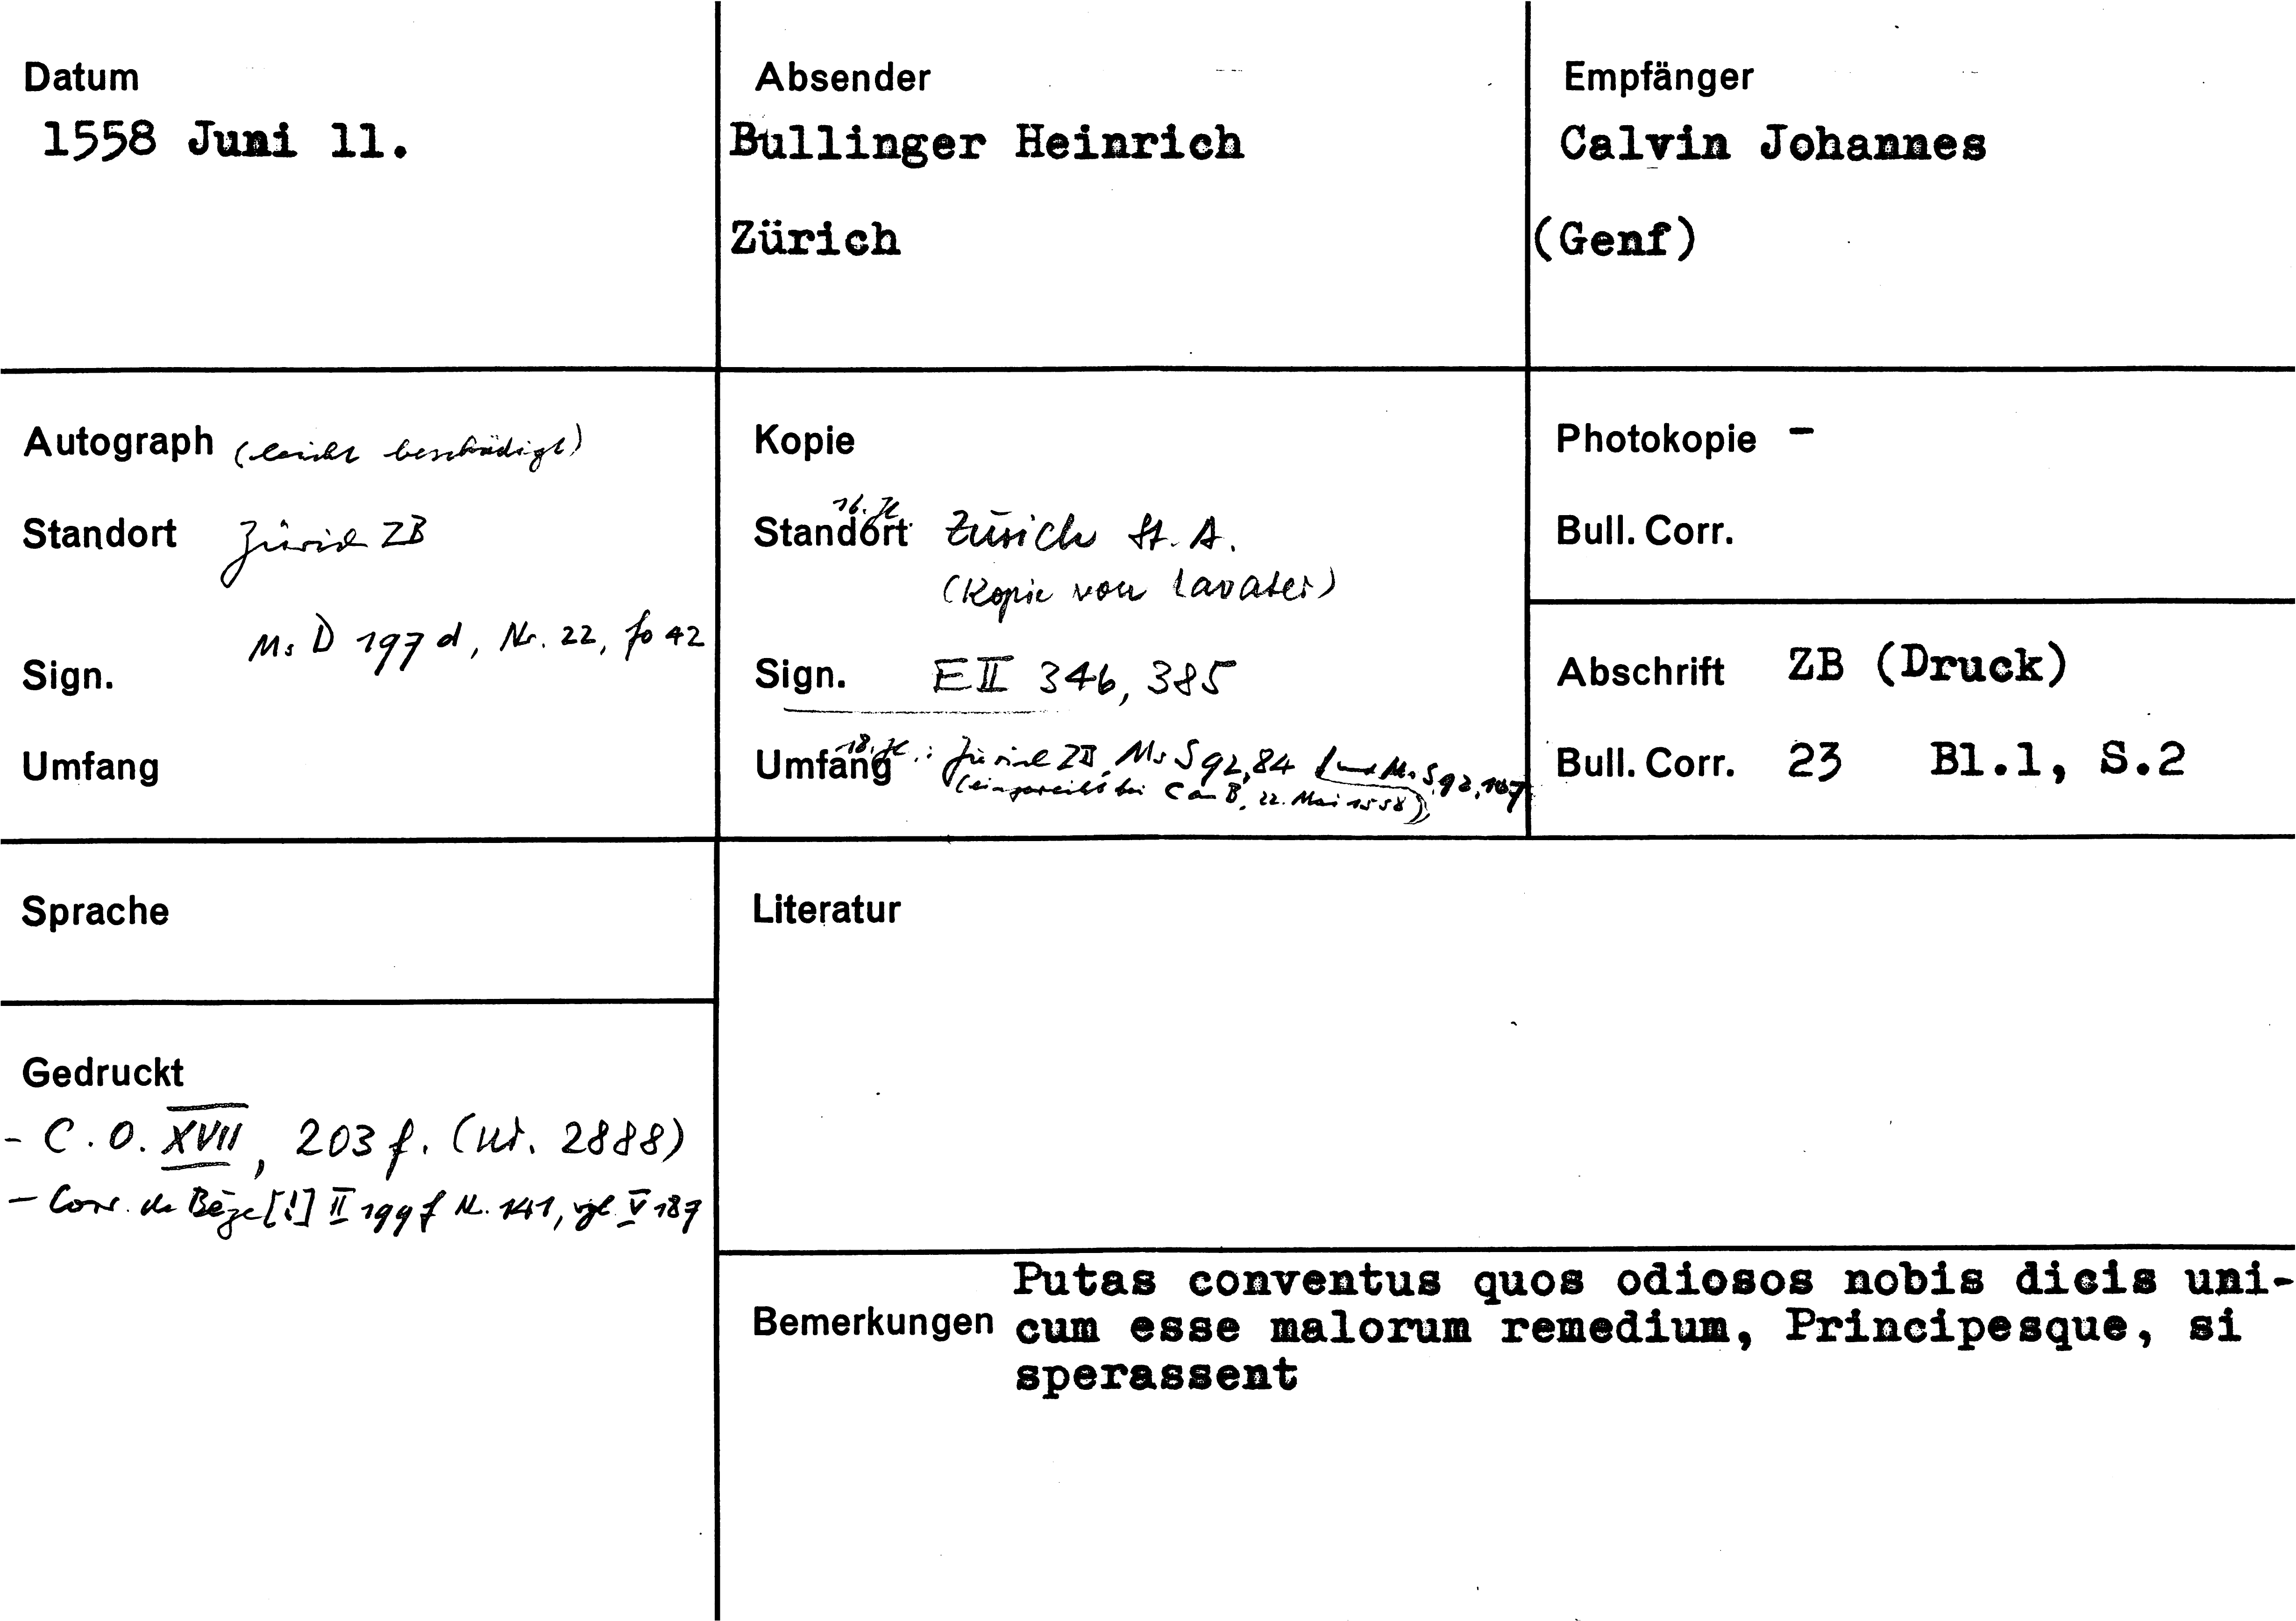 Datum
1558 Juni 11.
Absender
Bullinger Heinrich
Zürich
Empfänger
Calvin Johannes
(Genf)
Autograph (leicht beschädigt)
Standort Zürich ZB
Sign. Ms D 197 d, Nr. 22, fo 42
Umfang
Kopie
16. Jh.
Standort Zürich St. A.
(Kopie von Lavater)
Sign. E II 346, 385
Umfang 18. Jh.: Zürich ZB, Ms S 92, 84 (und Ms S 92, 167
(eingereiht bei C an B, 22. Mai 1558))
Photokopie -
Bull. Corr.
Abschrift ZB (Druck)
Bull. Corr. 23 Bl.1, S.2
Sprache
Gedruckt
- C. O. XVII, 203 f. (Nr. 2888)
- Corr. de Bèze [!] II 199 f Nr. 141, vgl. V 187
Literatur
Bemerkungen
Putas conventus quos odiosos nobis dicis uni-
cum esse malorum remedium, Principesque, si
sperassent